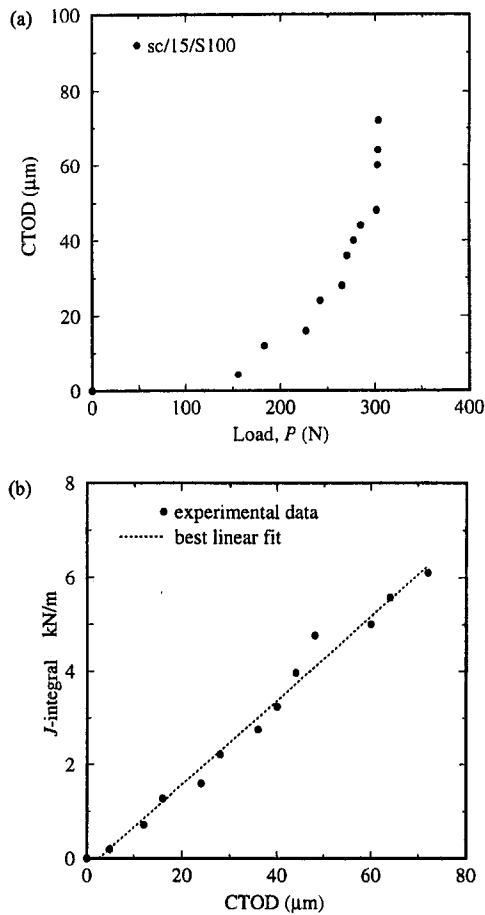 (a)
100
80
60
40
20
0
CTOD (μm)
sc/15/S100
0
100
200
300
400
Load, P (N)
(b)
8
6
4
2
0
J-integral kN/m
experimental data
best linear fit
0
20
40
60
80
CTOD (μm)